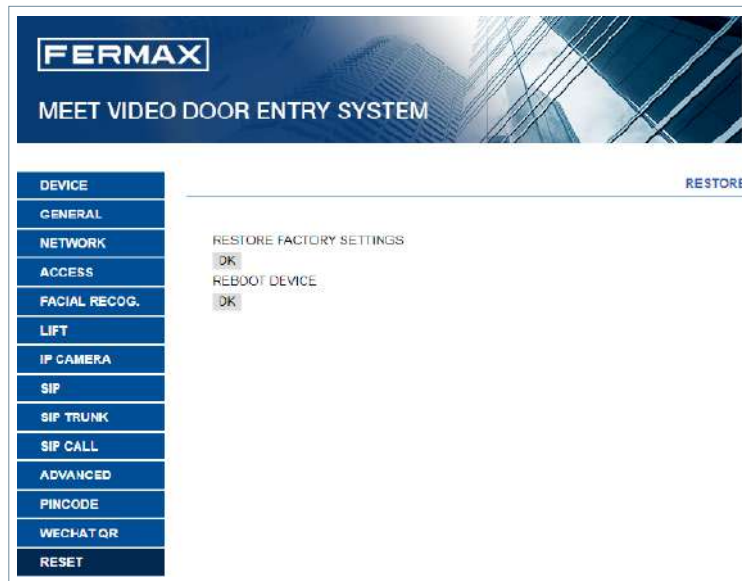 FERMAX
MEET VIDEO DOOR ENTRY SYSTEM
DEVICE
GENERAL
NETWORK
ACCESS
FACIAL RECOG.
LIFT
IP CAMERA
SIP
SIP TRUNK
SIP CALL
ADVANCED
PINCODE
WECHAT QR
RESET
RESTORE
RESTORE FACTORY SETTINGS
OK
REBOOT DEVICE
OK